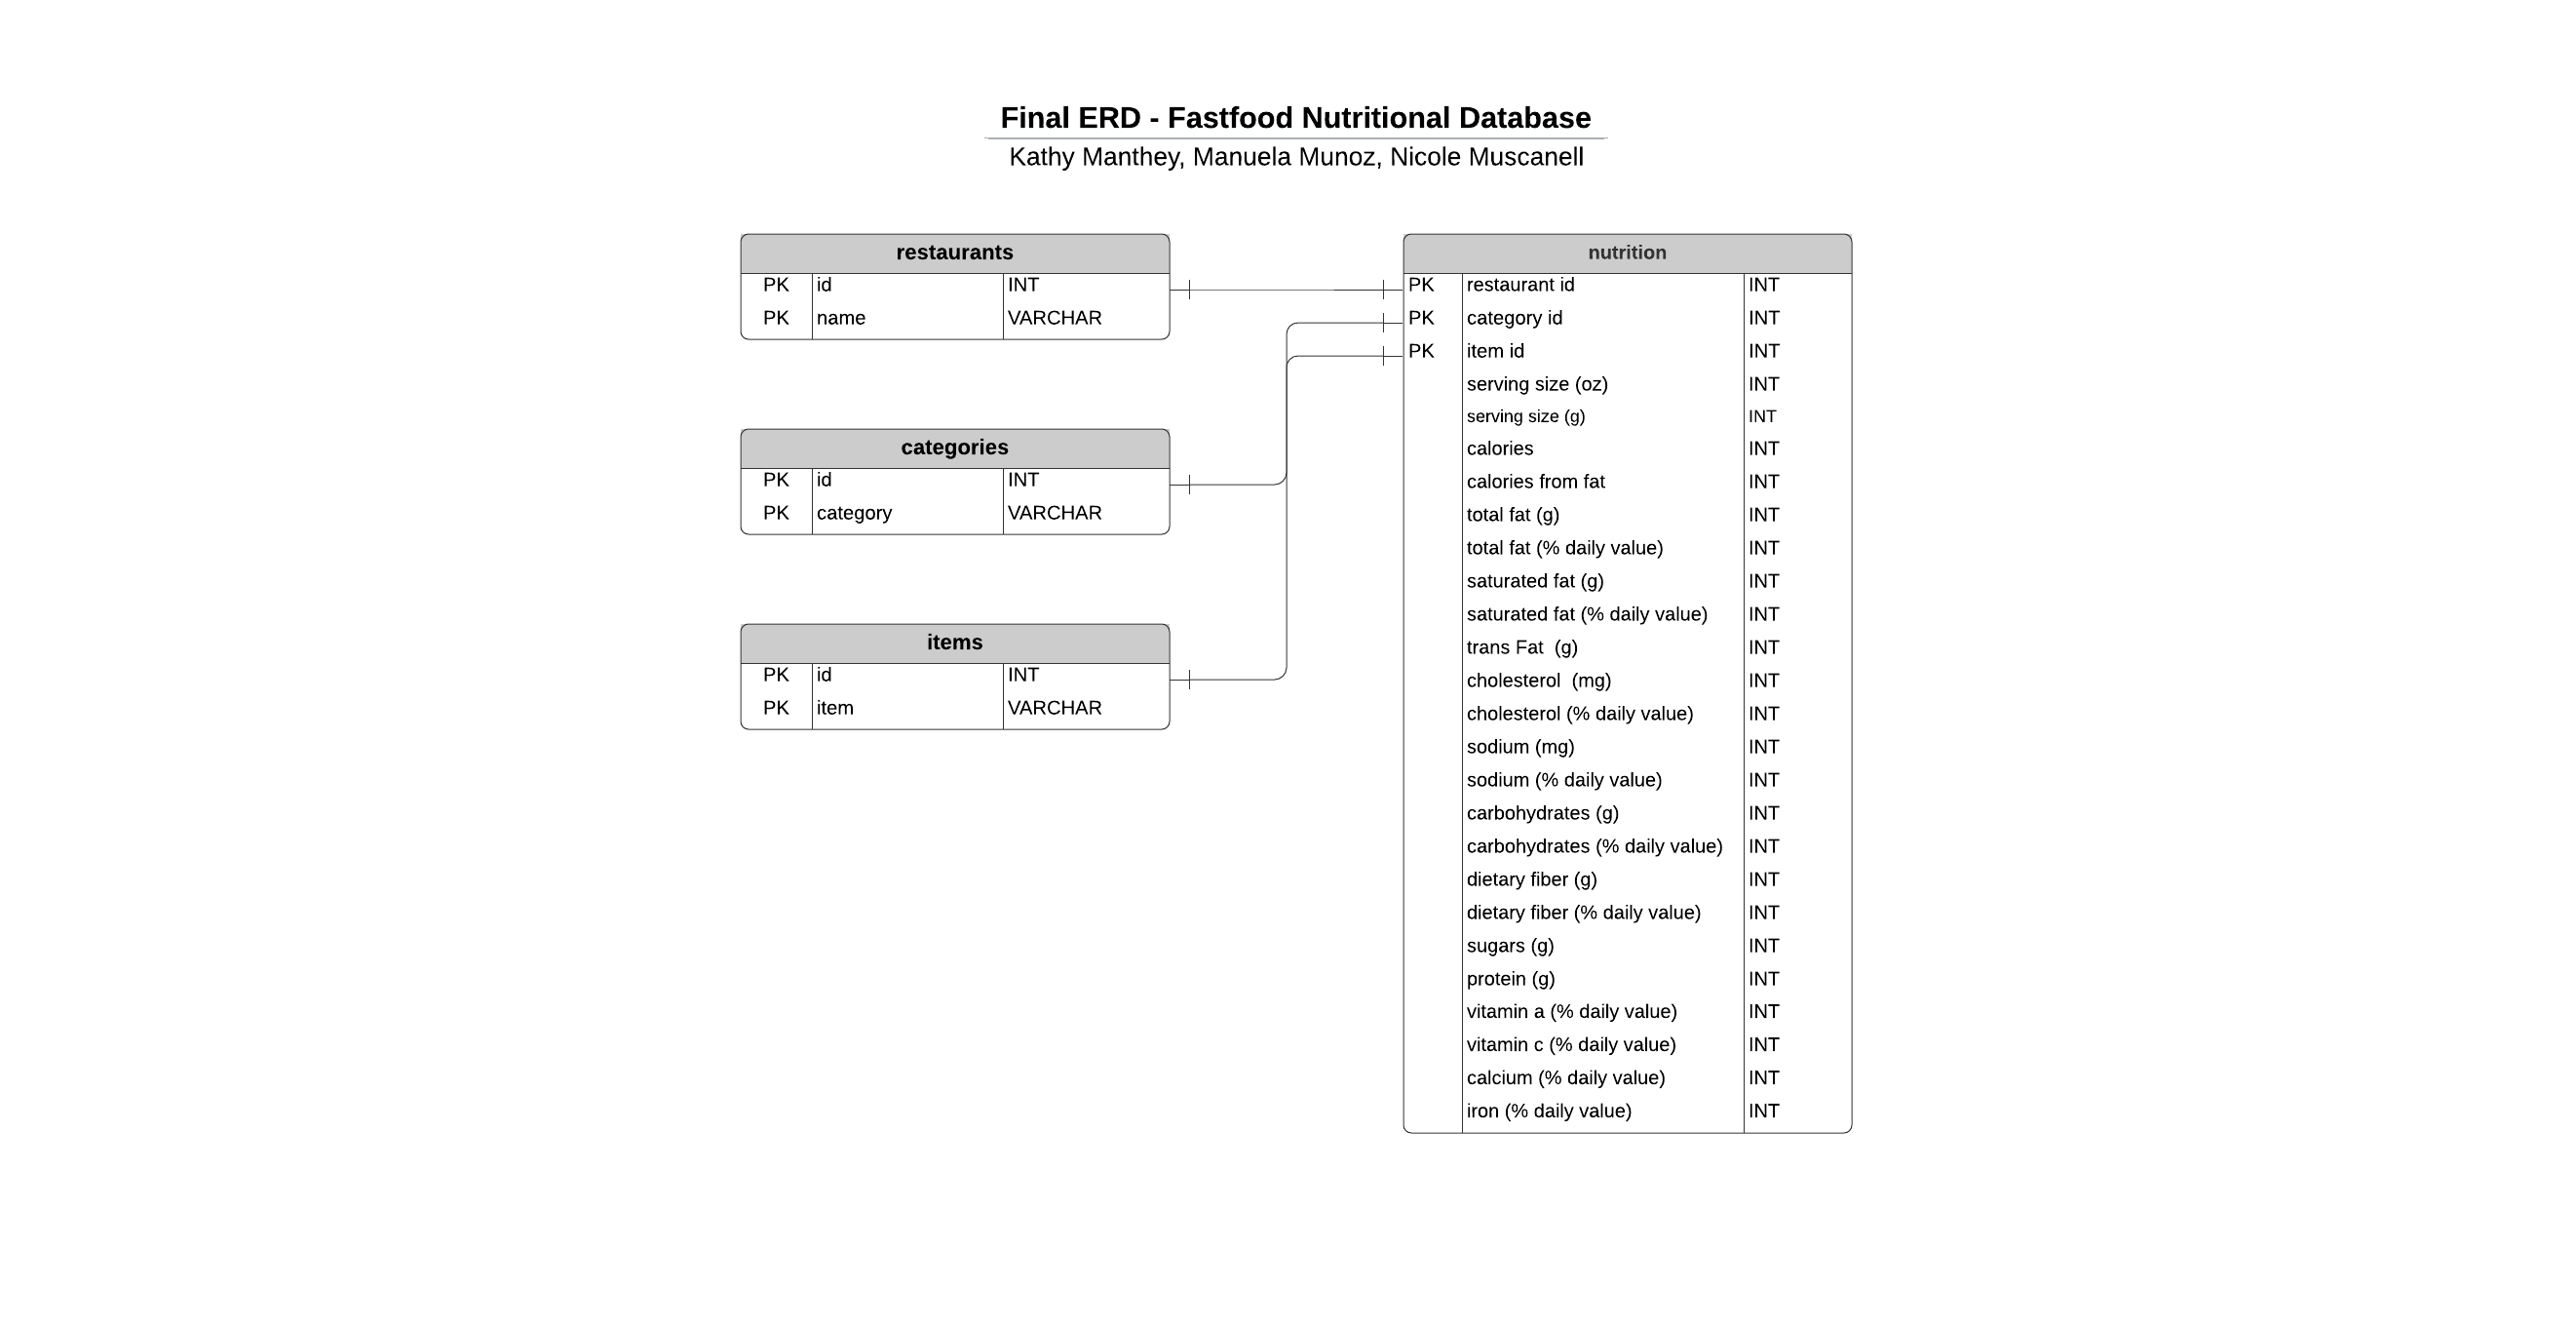 Final ERD - Fastfood Nutritional Database
Kathy Manthey, Manuela Munoz, Nicole Muscanell
restaurants
PK id INT
PK name VARCHAR
categories
PK id INT
PK category VARCHAR
items
PK id INT
PK item VARCHAR
nutrition
PK restaurant id INT
PK category id INT
PK item id INT
serving size (oz) INT
serving size (g) INT
calories INT
calories from fat INT
total fat (g) INT
total fat (% daily value) INT
saturated fat (g) INT
saturated fat (% daily value) INT
trans Fat  (g) INT
cholesterol  (mg) INT
cholesterol (% daily value) INT
sodium (mg) INT
sodium (% daily value) INT
carbohydrates (g) INT
carbohydrates (% daily value) INT
dietary fiber (g) INT
dietary fiber (% daily value) INT
sugars (g) INT
protein (g) INT
vitamin a (% daily value) INT
vitamin c (% daily value) INT
calcium (% daily value) INT
iron (% daily value) INT